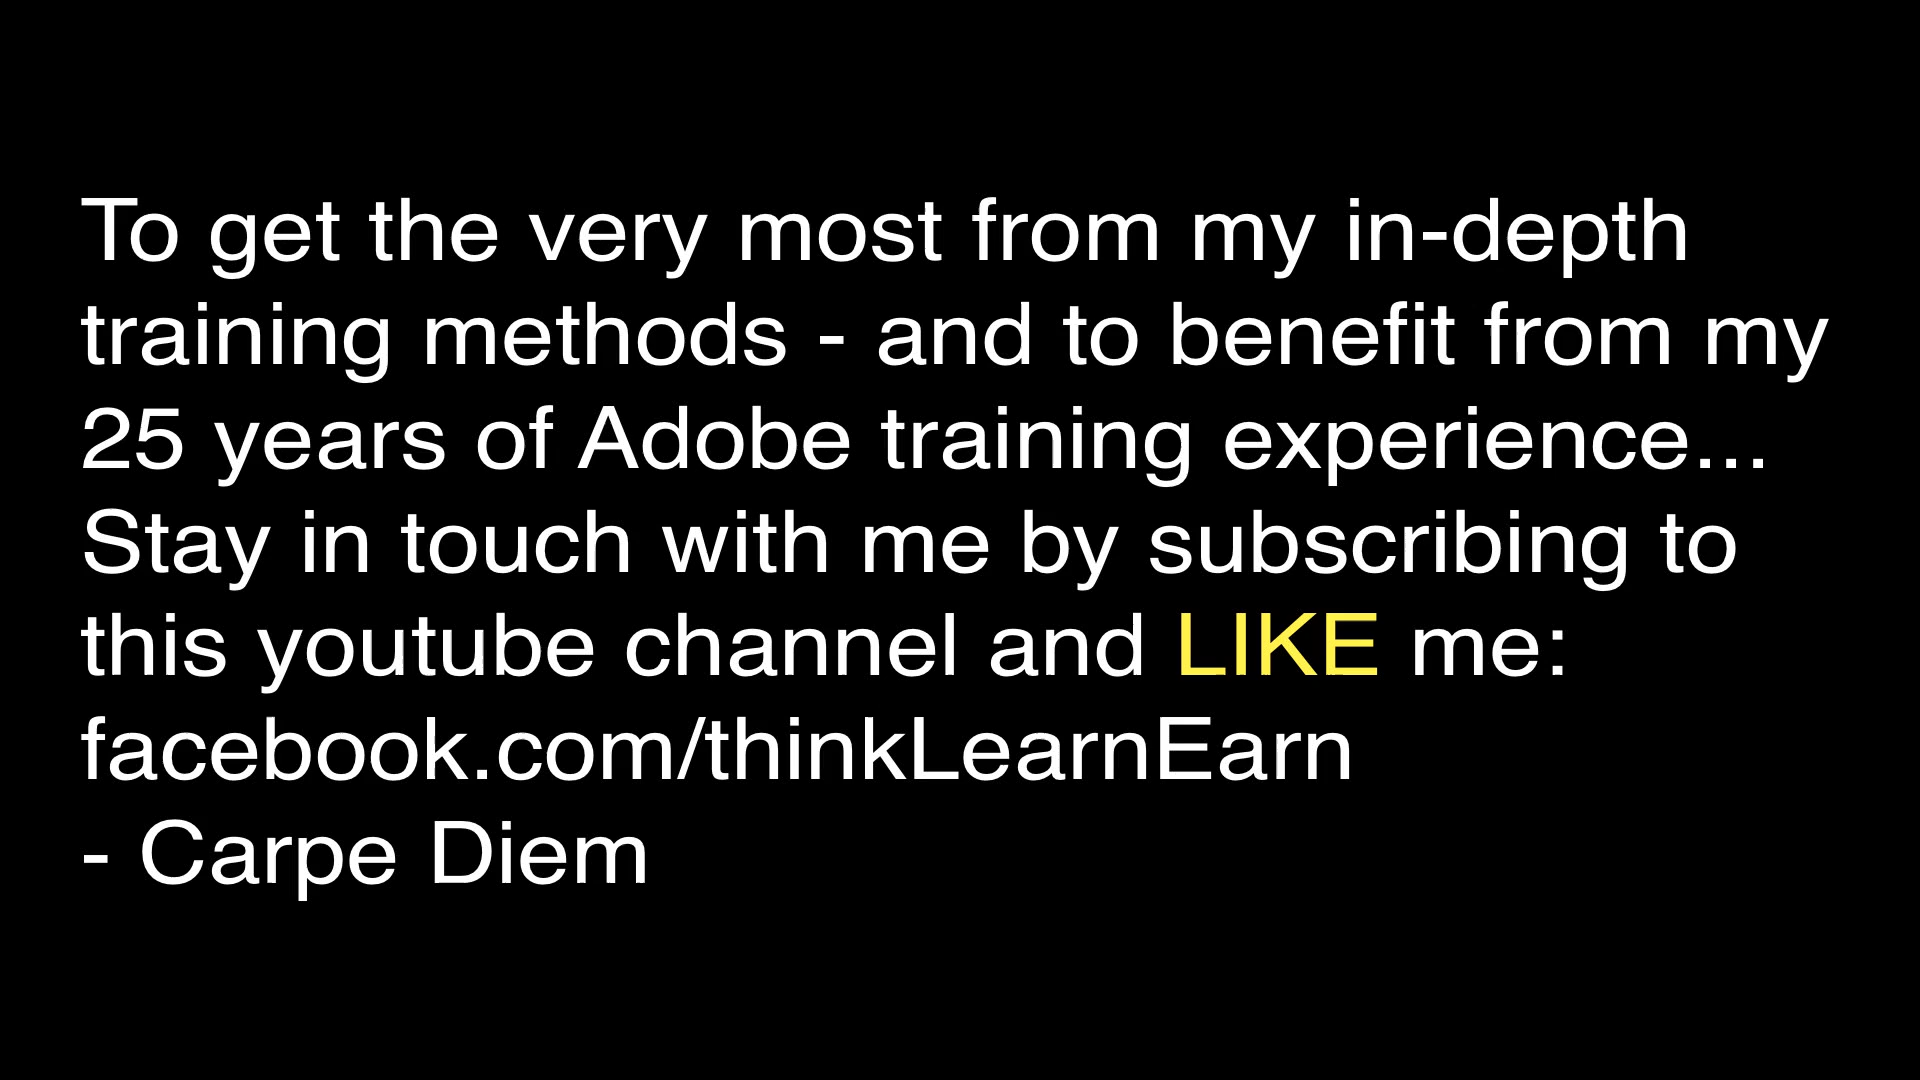 To get the very most from my in-depth
training methods - and to benefit from my
25 years of Adobe training experience...
Stay in touch with me by subscribing to
this youtube channel and LIKE me:
facebook.com/thinkLearnEarn
- Carpe Diem